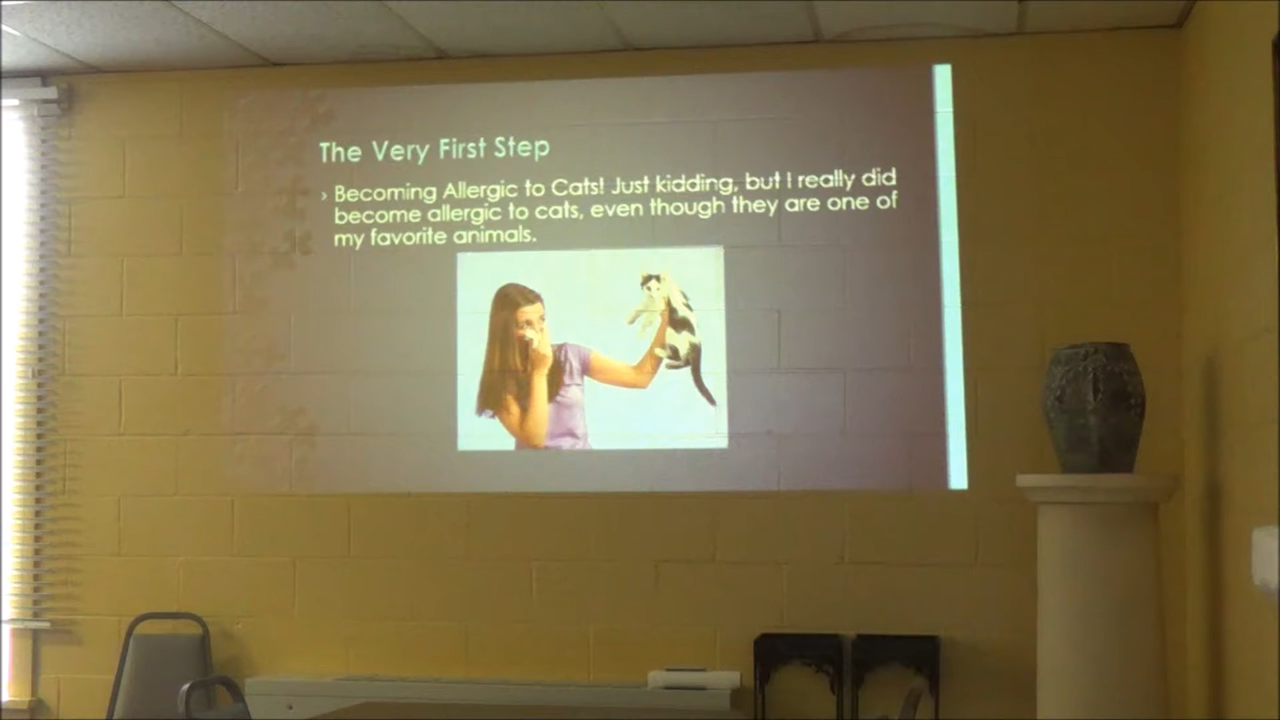 The Very First Step
› Becoming Allergic to Cats! Just kidding, but I really did
become allergic to cats, even though they are one of
my favorite animals.